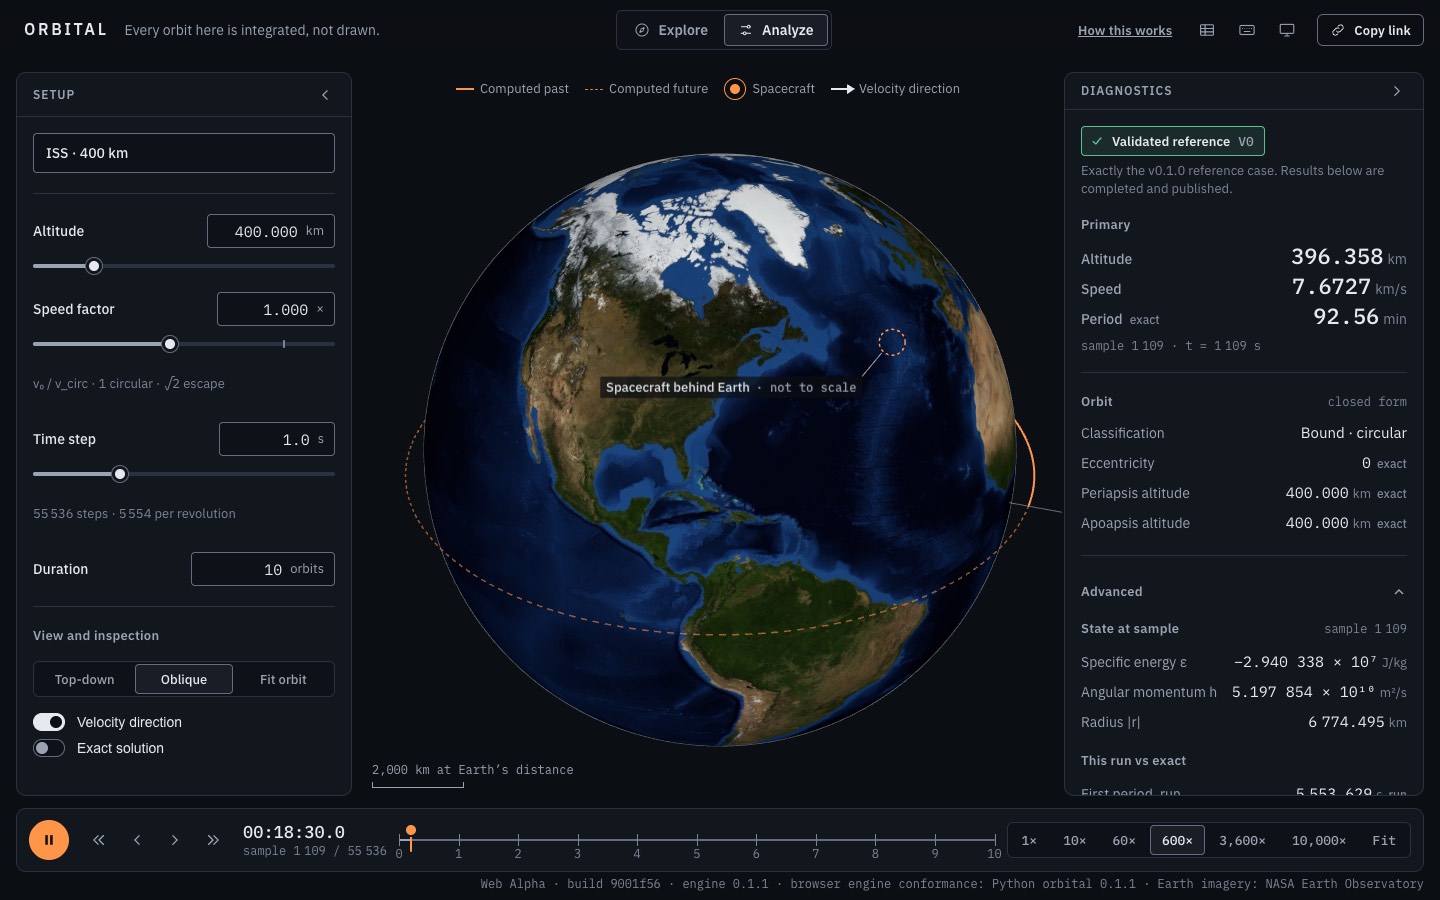 ORBITAL
Every orbit here is integrated, not drawn.
Explore
Analyze
How this works
Copy link
SETUP
ISS · 400 km
Altitude
400.000 km
Speed factor
1.000 ×
v₀ / v_circ · 1 circular · √2 escape
Time step
1.0 s
55 536 steps · 5 554 per revolution
Duration
10 orbits
View and inspection
Top-down
Oblique
Fit orbit
Velocity direction
Exact solution
Computed past
Computed future
Spacecraft
Velocity direction
Spacecraft behind Earth · not to scale
2,000 km at Earth’s distance
DIAGNOSTICS
Validated reference V0
Exactly the v0.1.0 reference case. Results below are
completed and published.
Primary
Altitude 396.358 km
Speed 7.6727 km/s
Period exact 92.56 min
sample 1 109 · t = 1 109 s
Orbit closed form
Classification Bound · circular
Eccentricity 0 exact
Periapsis altitude 400.000 km exact
Apoapsis altitude 400.000 km exact
Advanced
State at sample sample 1 109
Specific energy ε −2.940 338 × 10⁷ J/kg
Angular momentum h 5.197 854 × 10¹⁰ m²/s
Radius |r| 6 774.495 km
This run vs exact
First period, run 5 553.629 s run
00:18:30.0
sample 1 109 / 55 536
0 1 2 3 4 5 6 7 8 9 10
1× 10× 60× 600× 3,600× 10,000× Fit
Web Alpha · build 9001f56 · engine 0.1.1 · browser engine conformance: Python orbital 0.1.1 · Earth imagery: NASA Earth Observatory